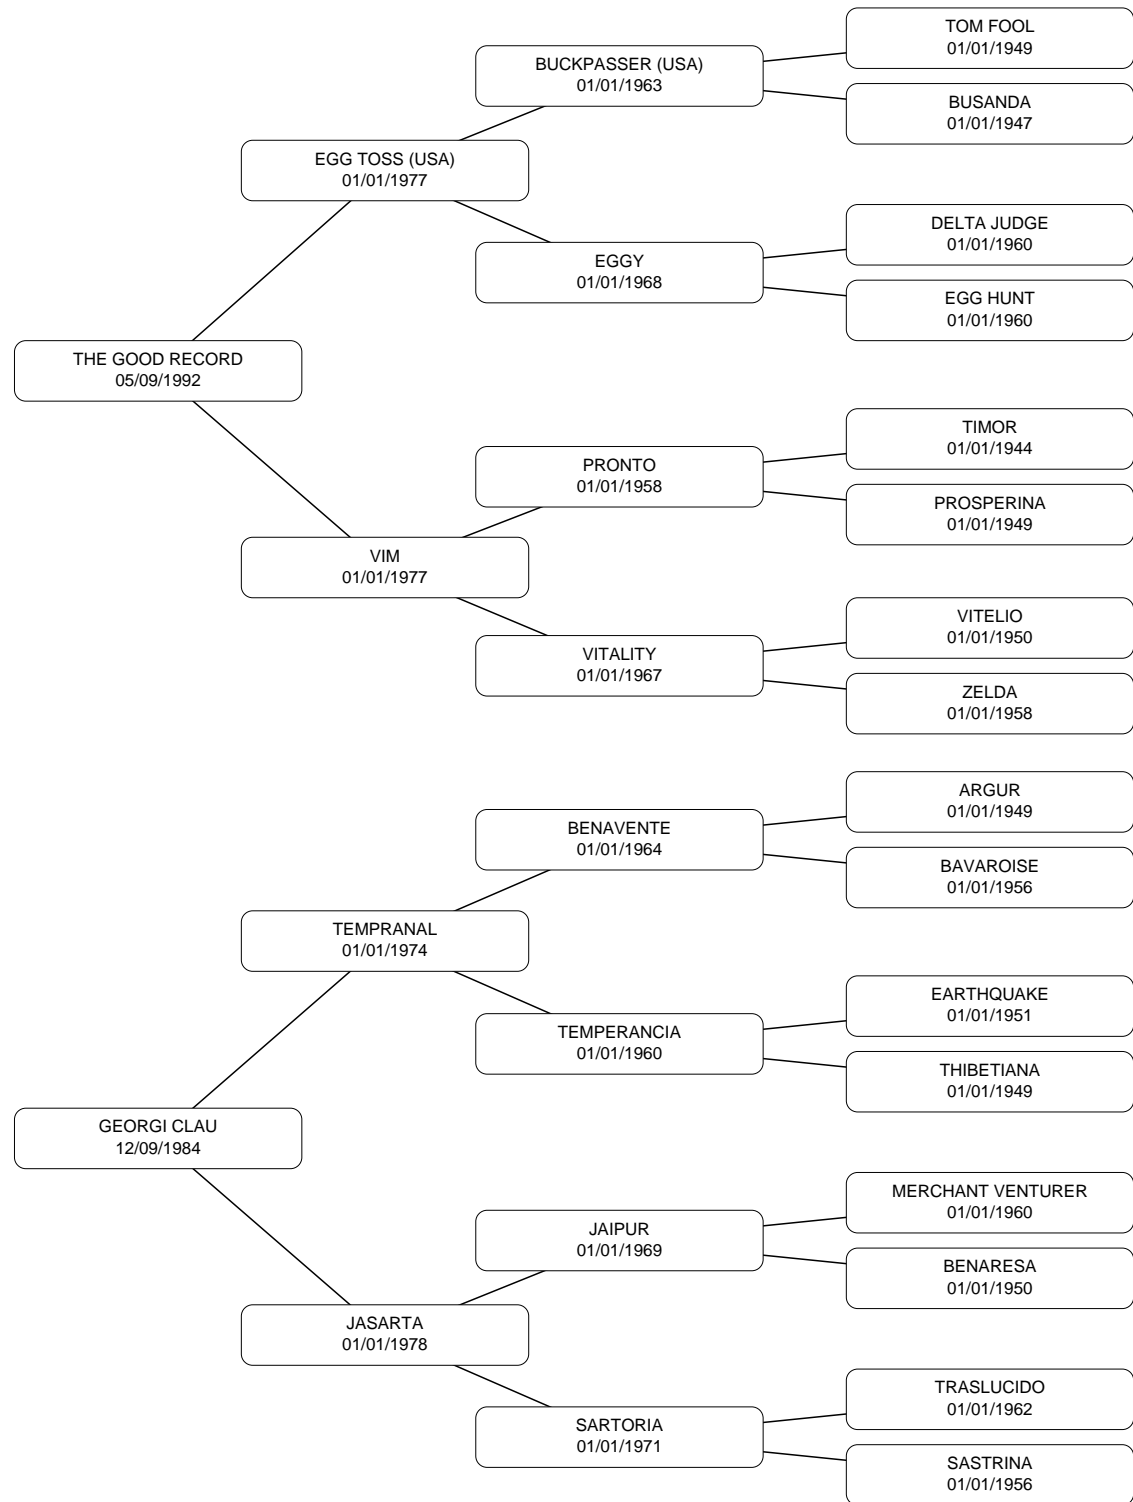 TOM FOOL
01/01/1949
BUCKPASSER (USA)
01/01/1963
BUSANDA
01/01/1947
EGG TOSS (USA)
01/01/1977
DELTA JUDGE
01/01/1960
EGGY
01/01/1968
EGG HUNT
01/01/1960
THE GOOD RECORD
05/09/1992
TIMOR
01/01/1944
PRONTO
01/01/1958
PROSPERINA
01/01/1949
VIM
01/01/1977
VITELIO
01/01/1950
VITALITY
01/01/1967
ZELDA
01/01/1958
ARGUR
01/01/1949
BENAVENTE
01/01/1964
BAVAROISE
01/01/1956
TEMPRANAL
01/01/1974
EARTHQUAKE
01/01/1951
TEMPERANCIA
01/01/1960
THIBETIANA
01/01/1949
GEORGI CLAU
12/09/1984
MERCHANT VENTURER
01/01/1960
JAIPUR
01/01/1969
BENARESA
01/01/1950
JASARTA
01/01/1978
TRASLUCIDO
01/01/1962
SARTORIA
01/01/1971
SASTRINA
01/01/1956